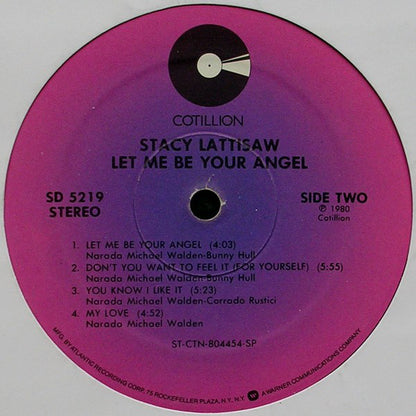 COTILLION
STACY LATTISAW
LET ME BE YOUR ANGEL
SD 5219
STEREO
SIDE TWO
℗ 1980
Cotillion
1. LET ME BE YOUR ANGEL (4:03)
Narada Michael Walden-Bunny Hull
2. DON'T YOU WANT TO FEEL IT (FOR YOURSELF) (5:55)
Narada Michael Walden-Bunny Hull
3. YOU KNOW I LIKE IT (5:23)
Narada Michael Walden-Corrado Rustici
4. MY LOVE (4:52)
Narada Michael Walden
ST-CTN-804454-SP
MFG. BY ATLANTIC RECORDING CORP., 75 ROCKEFELLER PLAZA, N.Y., N.Y. A WARNER COMMUNICATIONS COMPANY